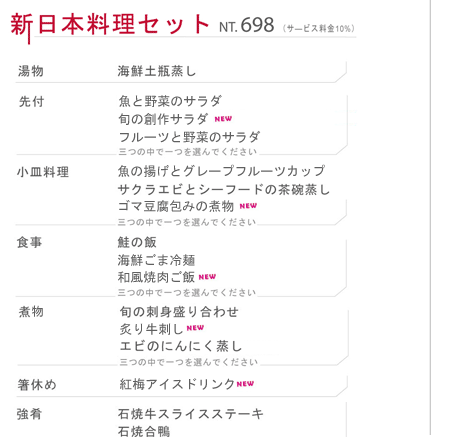 新日本料理セット NT. 698 (サービス料金10%)
湯物 海鮮土瓶蒸し
先付 魚と野菜のサラダ
旬の創作サラダ NEW
フルーツと野菜のサラダ
三つの中で一つを選んでください
小皿料理 魚の揚げとグレープフルーツカップ
サクラエビとシーフードの茶碗蒸し
ゴマ豆腐包みの煮物 NEW
三つの中で一つを選んでください
食事 鮭の飯
海鮮ごま冷麺
和風焼肉ご飯 NEW
三つの中で一つを選んでください
煮物 旬の刺身盛り合わせ
炙り牛刺し NEW
エビのにんにく蒸し
三つの中で一つを選んでください
箸休め 紅梅アイスドリンク NEW
強肴 石焼牛スライスステーキ
石焼合鴨